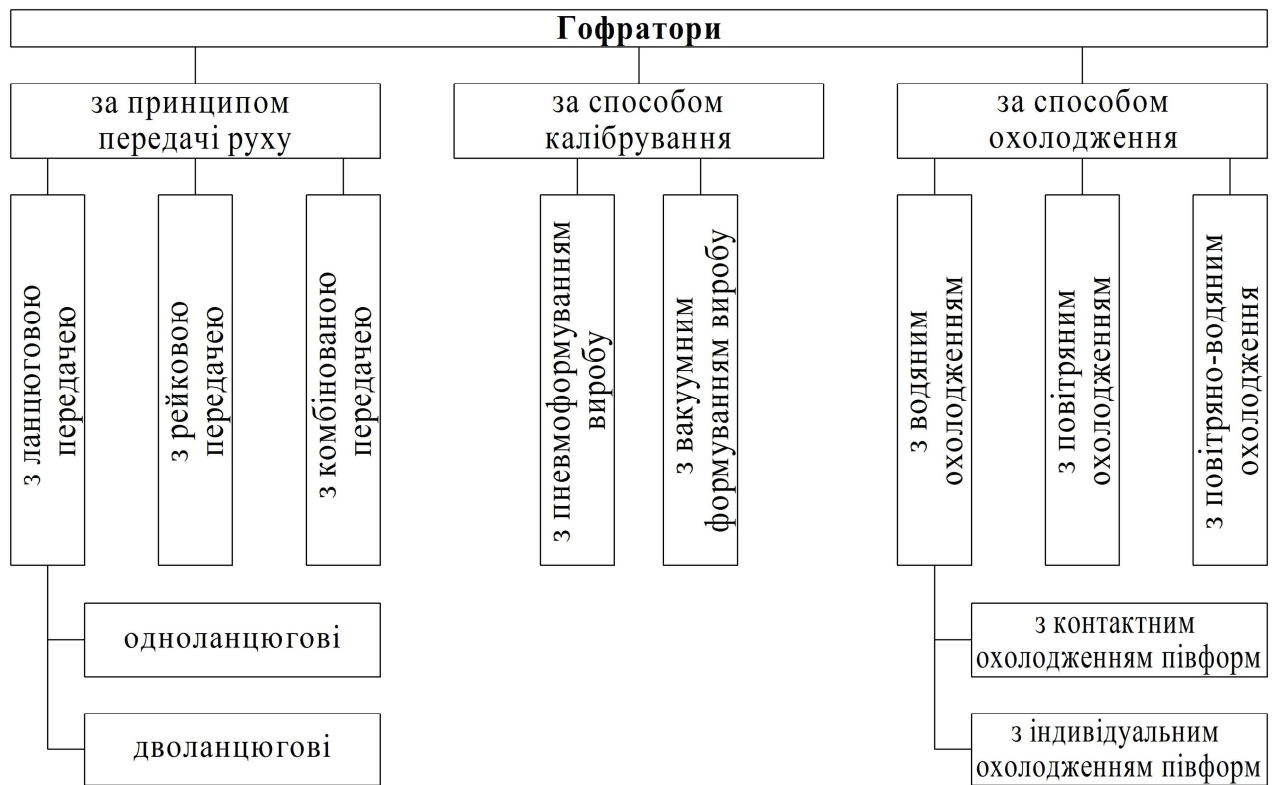 Гофратори
за принципом
передачі руху
за способом
калібрування
за способом
охолодження
з ланцюговою
передачею
з рейковою
передачею
з комбінованою
передачею
з пневмоформуванням
виробу
з вакуумним
формуванням виробу
з водяним
охолодженням
з повітряним
охолодженням
з повітряно-водяним
охолодження
одноланцюгові
дволанцюгові
з контактним
охолодженням півформ
з індивідуальним
охолодженням півформ